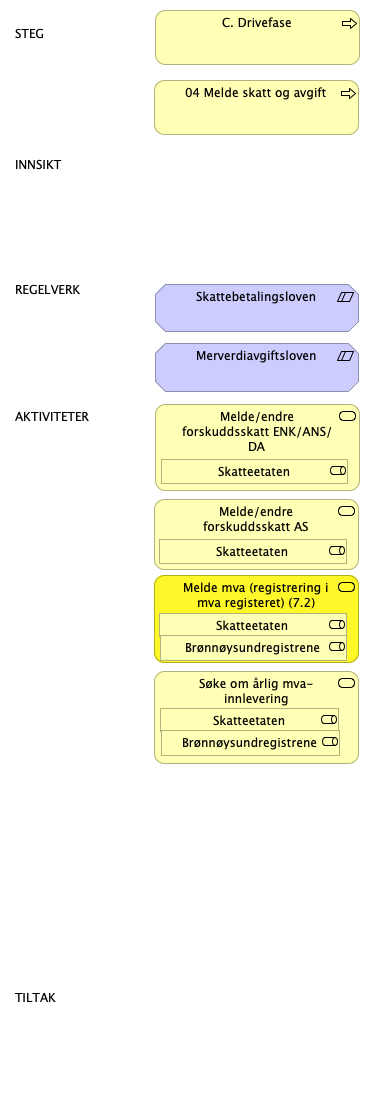 STEG
C. Drivefase
04 Melde skatt og avgift
INNSIKT
REGELVERK
Skattebetalingsloven
Merverdiavgiftsloven
AKTIVITETER
Melde/endre
forskuddsskatt ENK/ANS/
DA
Skatteetaten
Melde/endre
forskuddsskatt AS
Skatteetaten
Melde mva (registrering i
mva registeret) (7.2)
Skatteetaten
Brønnøysundregistrene
Søke om årlig mva-
innlevering
Skatteetaten
Brønnøysundregistrene
TILTAK